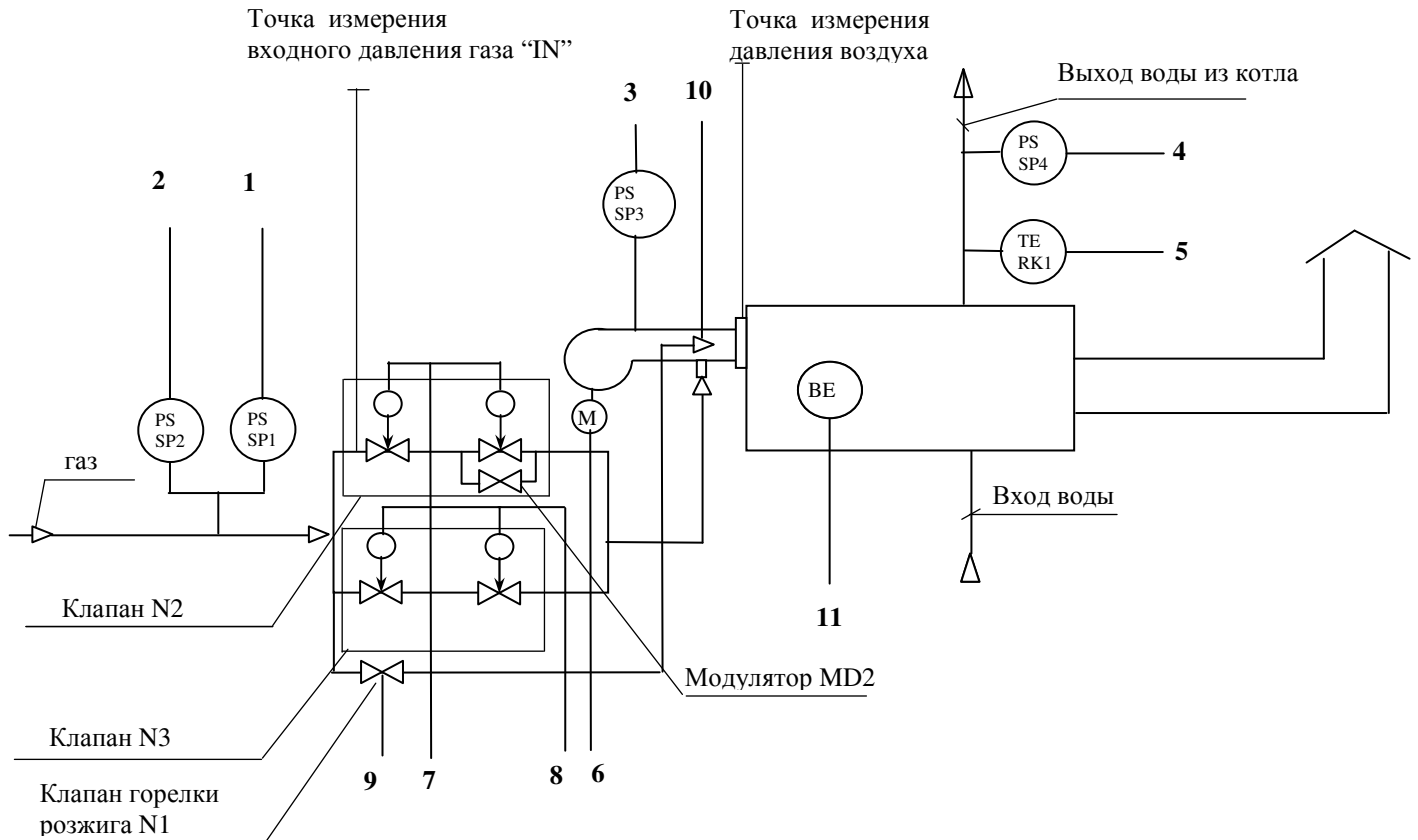 Точка измерения
входного давления газа “IN”
Точка измерения
давления воздуха
Выход воды из котла
3
10
4
2
1
PS
SP4
PS
SP3
TE
RK1
5
PS
SP2
PS
SP1
BE
M
газ
Вход воды
Клапан N2
11
Модулятор MD2
Клапан N3
9
7
8
6
Клапан горелки
розжига N1